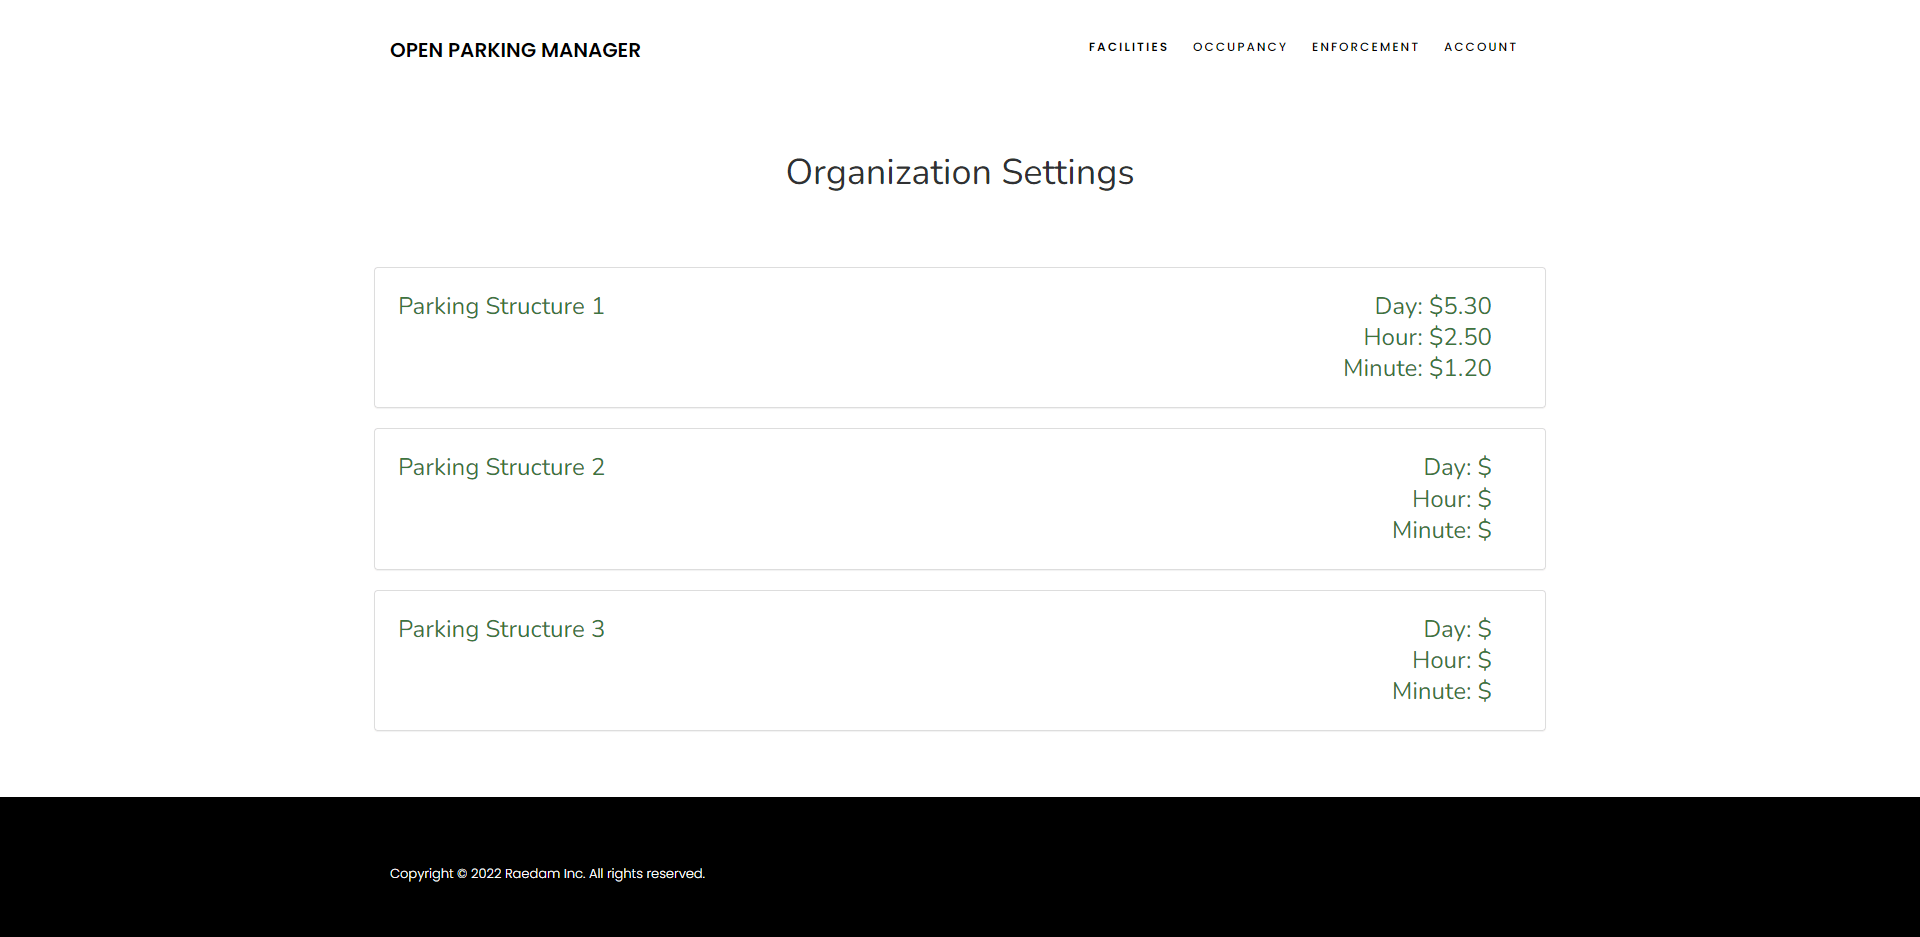 OPEN PARKING MANAGER
FACILITIES OCCUPANCY ENFORCEMENT ACCOUNT
Organization Settings
Parking Structure 1
Day: $5.30
Hour: $2.50
Minute: $1.20
Parking Structure 2
Day: $
Hour: $
Minute: $
Parking Structure 3
Day: $
Hour: $
Minute: $
Copyright © 2022 Raedam Inc. All rights reserved.